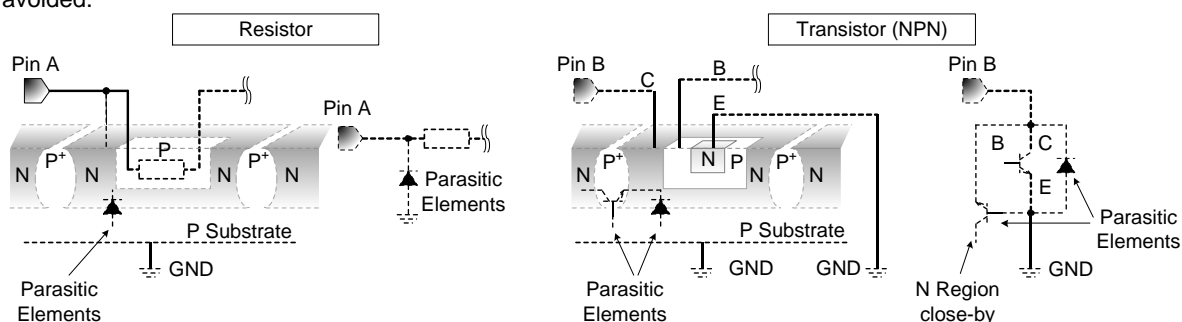 avoided.
Resistor
Transistor (NPN)
Pin A
Pin A
N
P+
N
P
N
P+
N
Parasitic
Elements
P Substrate
GND
Parasitic
Elements
Pin B
C
B
E
N
P+
N
N
P
N
P+
N
P Substrate
GND
GND
Parasitic
Elements
Pin B
B
C
E
Parasitic
Elements
GND
N Region
close-by